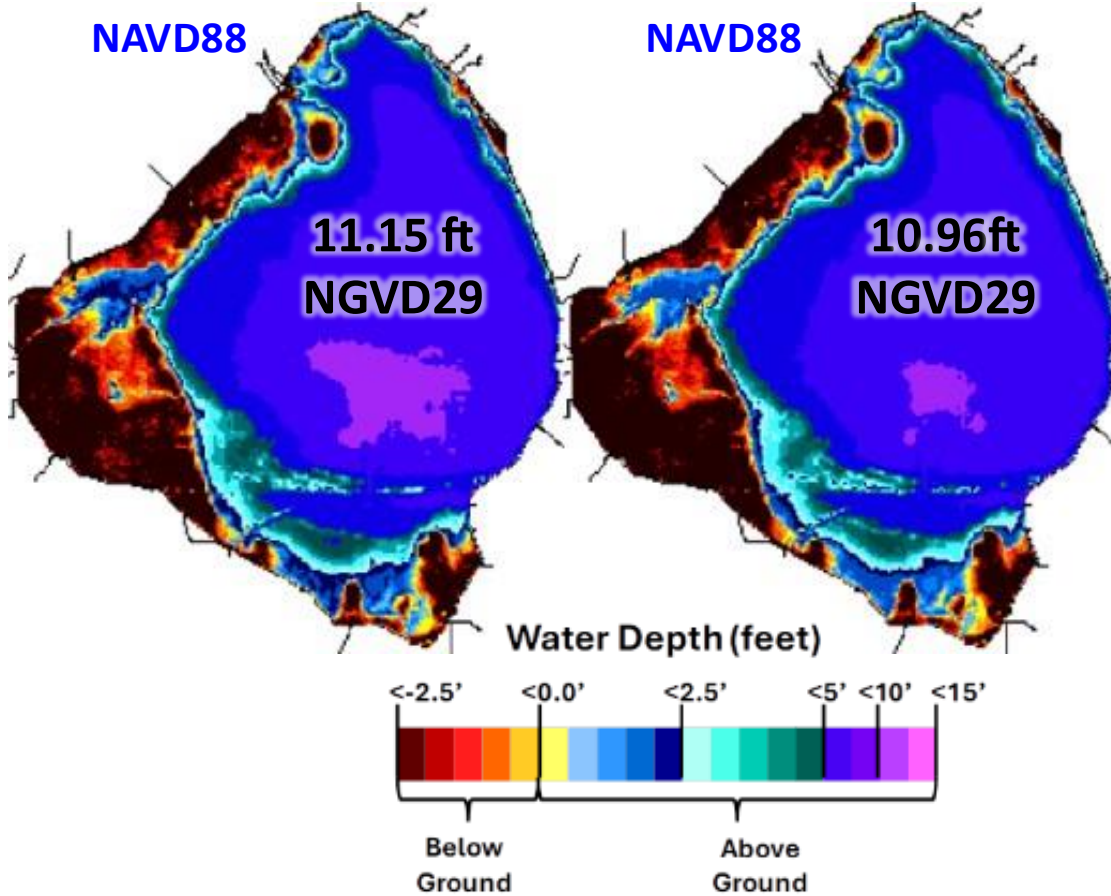 NAVD88
NAVD88
11.15 ft
NGVD29
10.96ft
NGVD29
Water Depth (feet)
<-2.5’ <0.0’ <2.5’ <5’ <10’ <15’
Below
Ground
Above
Ground